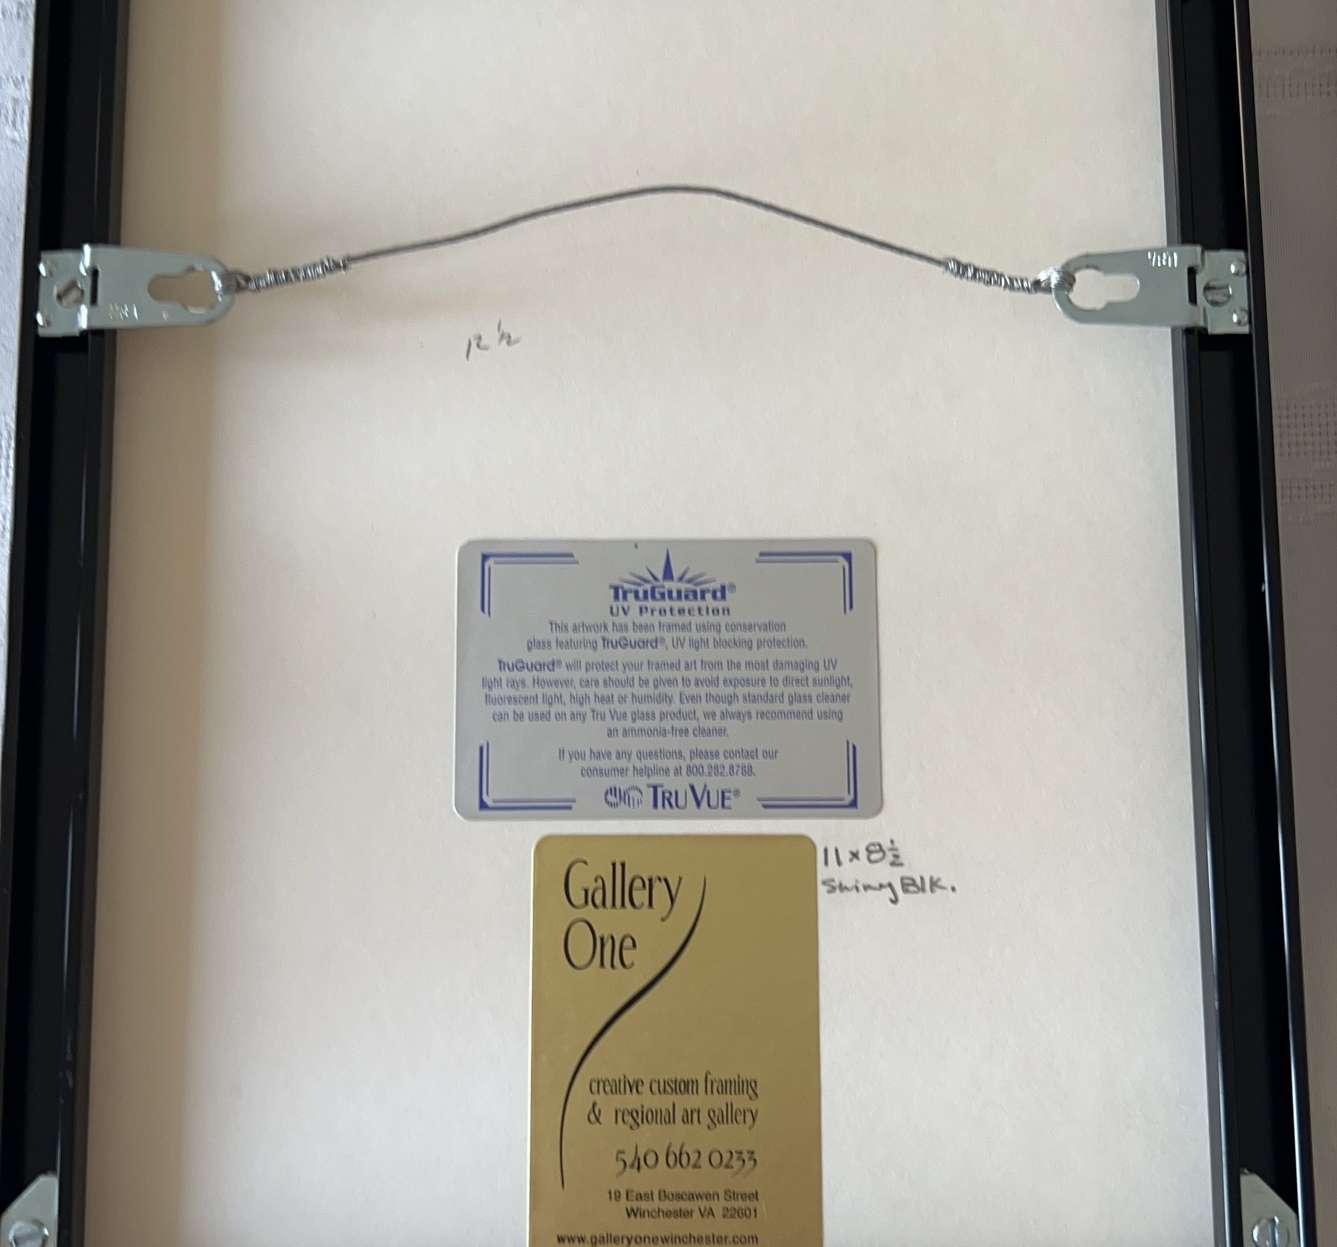 12 1/2
TruGuard®
UV Protection
This artwork has been framed using conservation
glass featuring TruGuard®, UV light blocking protection.
TruGuard® will protect your framed art from the most damaging UV
light rays. However, care should be given to avoid exposure to direct sunlight,
fluorescent light, high heat or humidity. Even though standard glass cleaner
can be used on any Tru Vue glass product, we always recommend using
an ammonia-free cleaner.
If you have any questions, please contact our
consumer helpline at 800.282.8788.
TRU VUE®
11 x 8 1/2
Shiny Blk.
Gallery
One
creative custom framing
& regional art gallery
540 662 0233
19 East Boscawen Street
Winchester VA 22601
www.galleryonewinchester.com